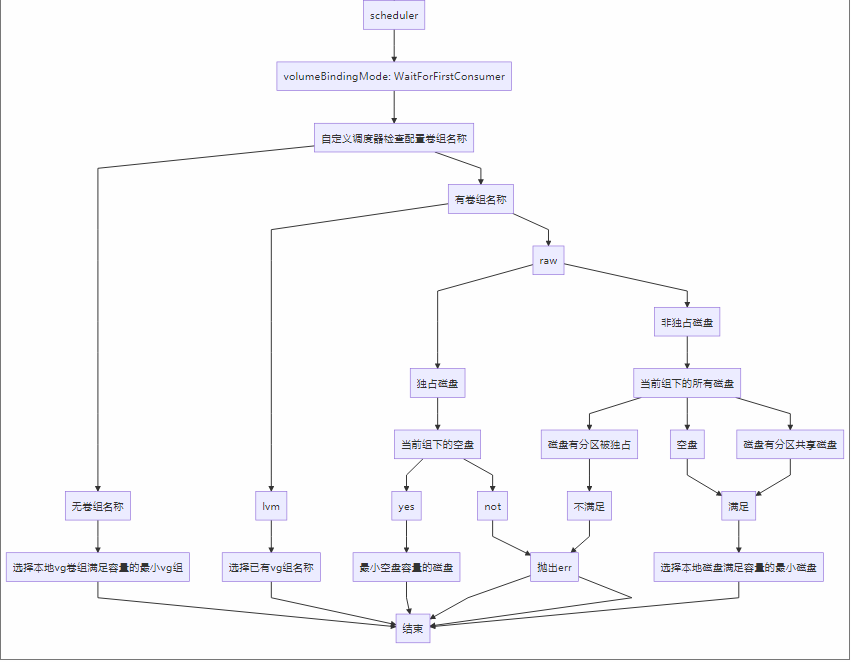 scheduler
volumeBindingMode: WaitForFirstConsumer
自定义调度器检查配置卷组名称
有卷组名称
raw
非独占磁盘
独占磁盘
当前组下的所有磁盘
当前组下的空盘
磁盘有分区被独占
空盘
磁盘有分区共享磁盘
无卷组名称
lvm
yes
not
不满足
满足
选择本地vg卷组满足容量的最小vg组
选择已有vg组名称
最小空盘容量的磁盘
抛出err
选择本地磁盘满足容量的最小磁盘
结束